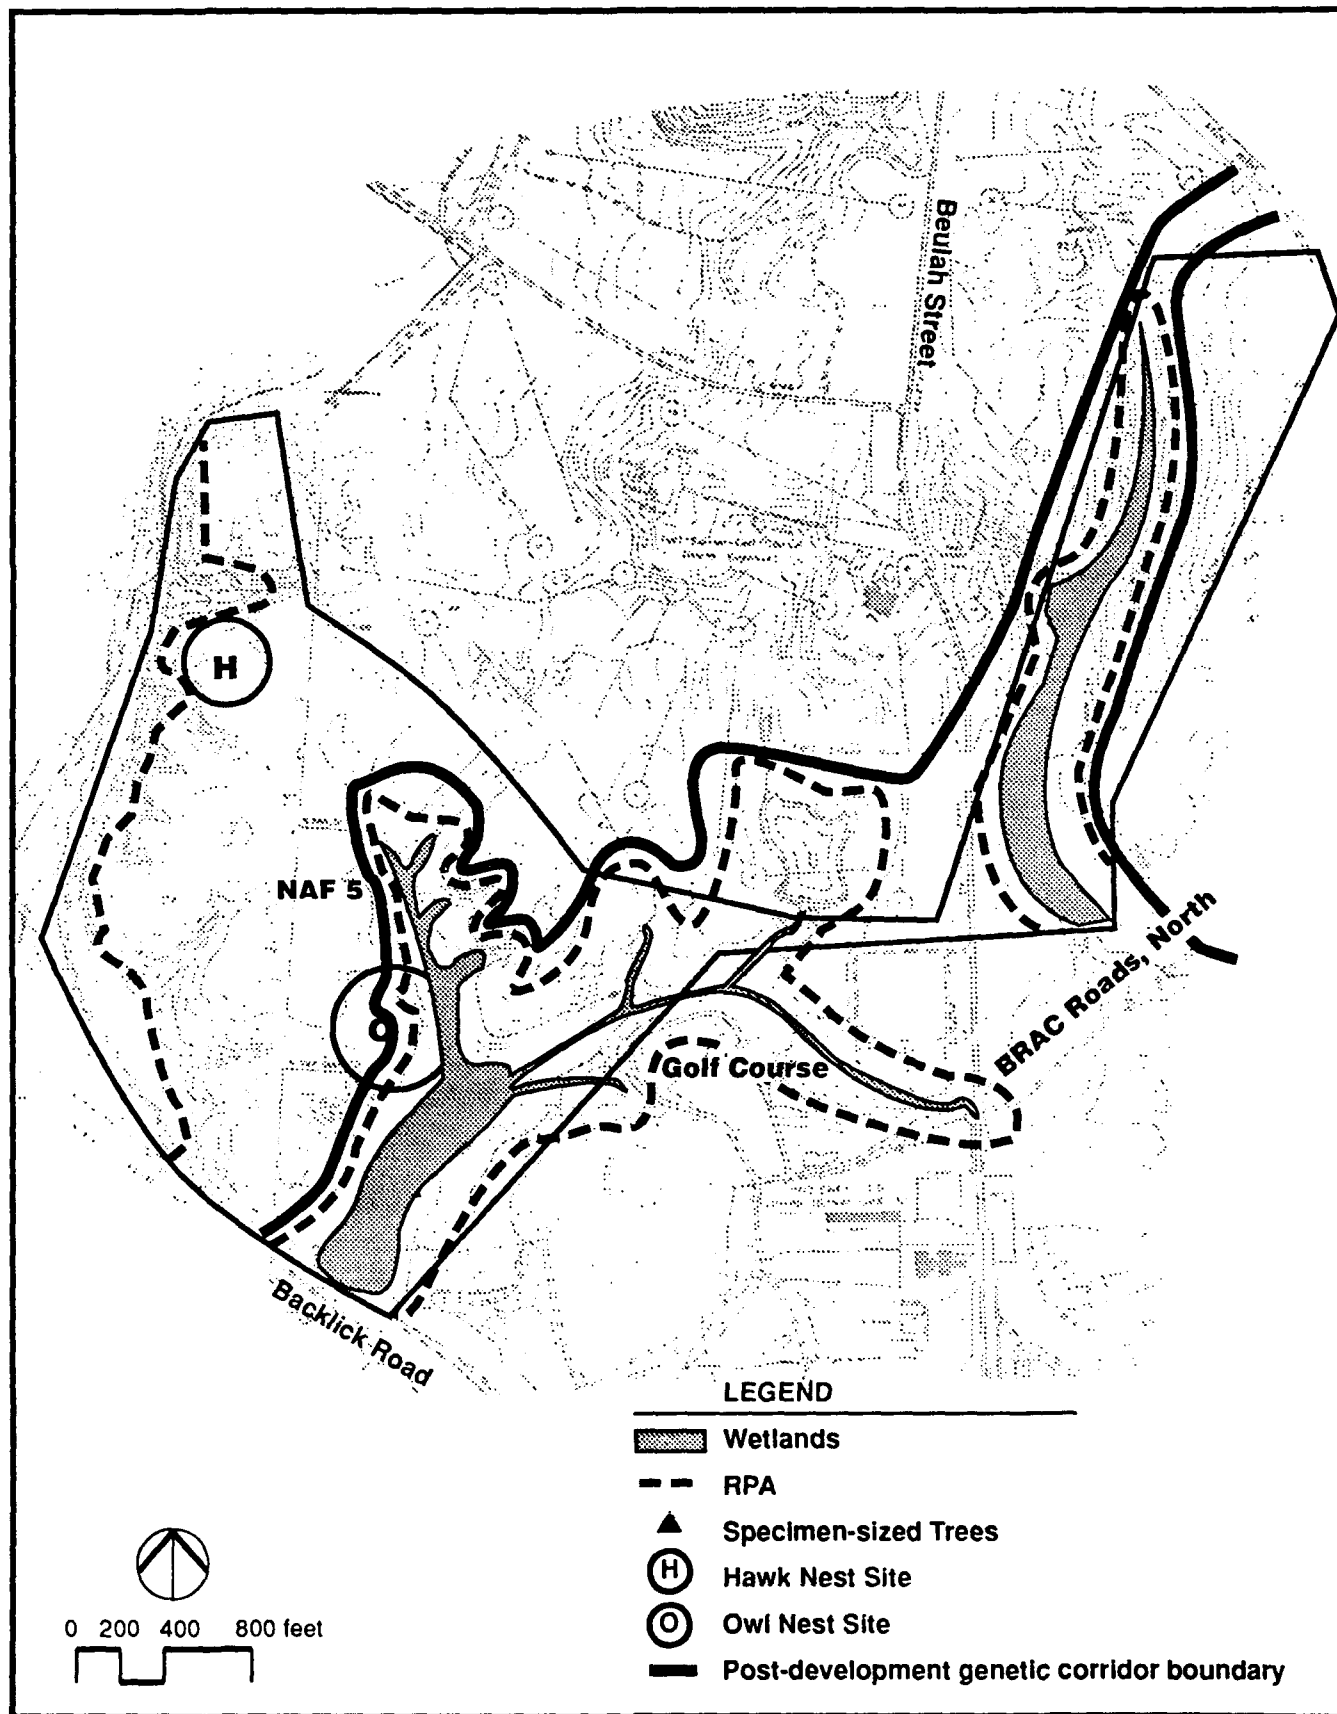 Beulah Street
H
NAF 5
O
BRAC Roads, North
Golf Course
Backlick Road
LEGEND
Wetlands
RPA
Specimen-sized Trees
H Hawk Nest Site
O Owl Nest Site
Post-development genetic corridor boundary
0 200 400 800 feet